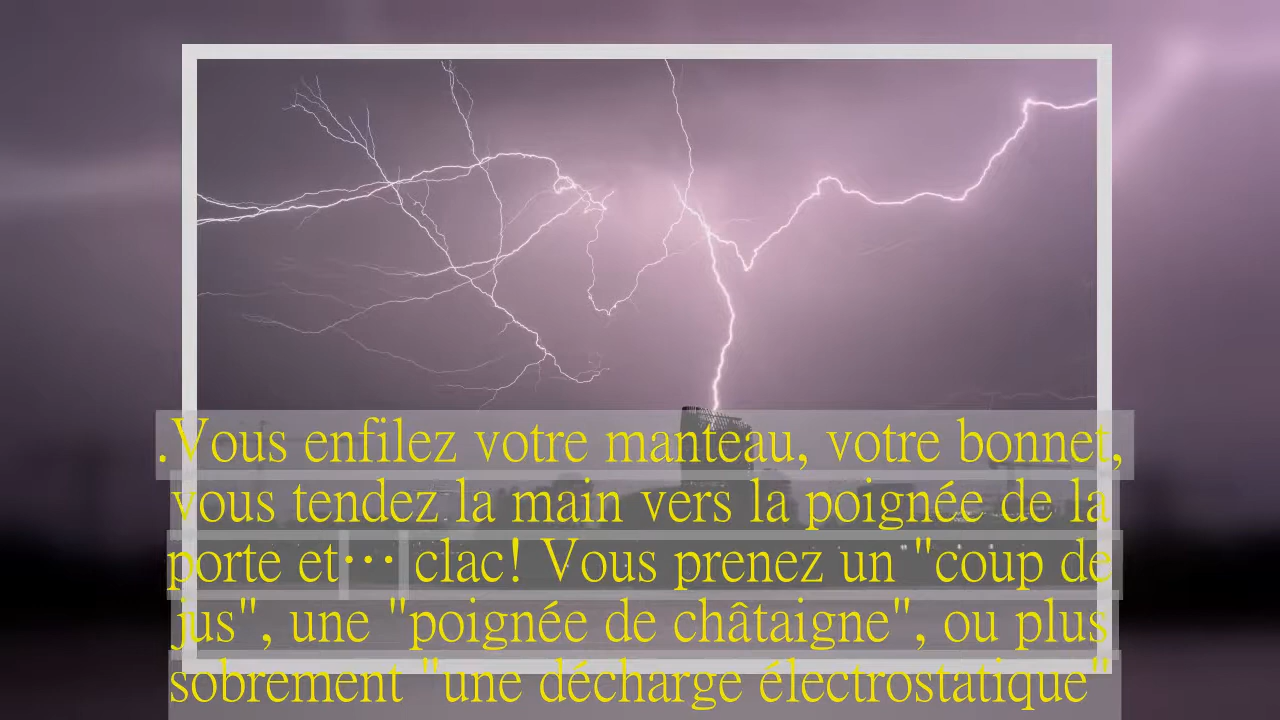 .Vous enfilez votre manteau, votre bonnet,
vous tendez la main vers la poignée de la
porte et… clac! Vous prenez un "coup de
jus", une "poignée de châtaigne", ou plus
sobrement "une décharge électrostatique"